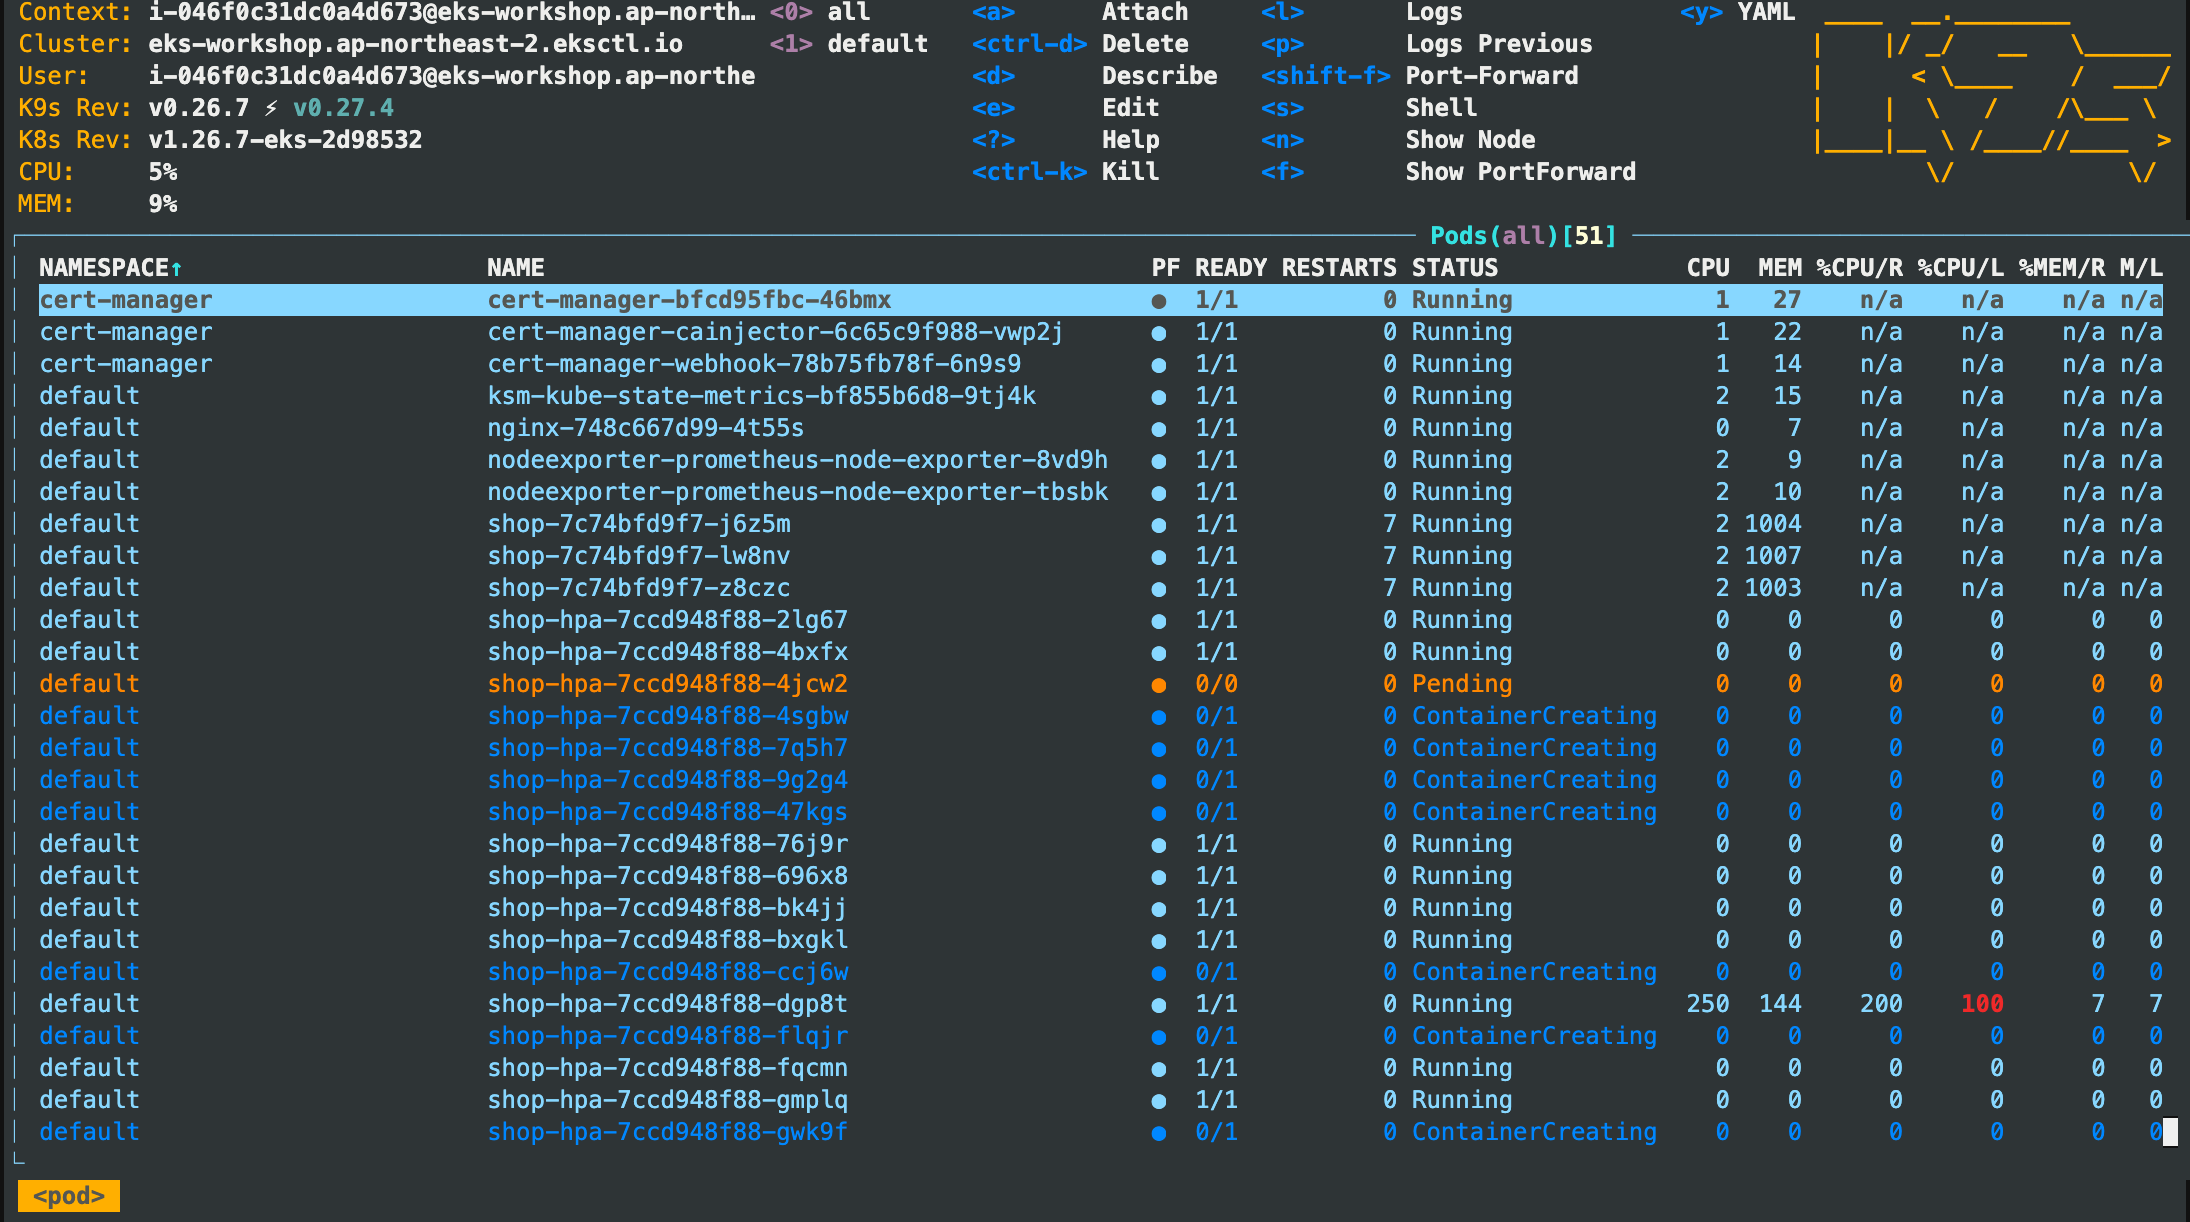 Context: i-046f0c31dc0a4d673@eks-workshop.ap-north… <0> all <a> Attach <l> Logs <y> YAML
Cluster: eks-workshop.ap-northeast-2.eksctl.io <1> default <ctrl-d> Delete <p> Logs Previous
User: i-046f0c31dc0a4d673@eks-workshop.ap-northe <d> Describe <shift-f> Port-Forward
K9s Rev: v0.26.7 ⚡ v0.27.4 <e> Edit <s> Shell
K8s Rev: v1.26.7-eks-2d98532 <?> Help <n> Show Node
CPU: 5% <ctrl-k> Kill <f> Show PortForward
MEM: 9%
Pods(all)[51]
NAMESPACE↑ NAME PF READY RESTARTS STATUS CPU MEM %CPU/R %CPU/L %MEM/R M/L
cert-manager cert-manager-bfcd95fbc-46bmx ● 1/1 0 Running 1 27 n/a n/a n/a n/a
cert-manager cert-manager-cainjector-6c65c9f988-vwp2j ● 1/1 0 Running 1 22 n/a n/a n/a n/a
cert-manager cert-manager-webhook-78b75fb78f-6n9s9 ● 1/1 0 Running 1 14 n/a n/a n/a n/a
default ksm-kube-state-metrics-bf855b6d8-9tj4k ● 1/1 0 Running 2 15 n/a n/a n/a n/a
default nginx-748c667d99-4t55s ● 1/1 0 Running 0 7 n/a n/a n/a n/a
default nodeexporter-prometheus-node-exporter-8vd9h ● 1/1 0 Running 2 9 n/a n/a n/a n/a
default nodeexporter-prometheus-node-exporter-tbsbk ● 1/1 0 Running 2 10 n/a n/a n/a n/a
default shop-7c74bfd9f7-j6z5m ● 1/1 7 Running 2 1004 n/a n/a n/a n/a
default shop-7c74bfd9f7-lw8nv ● 1/1 7 Running 2 1007 n/a n/a n/a n/a
default shop-7c74bfd9f7-z8czc ● 1/1 7 Running 2 1003 n/a n/a n/a n/a
default shop-hpa-7ccd948f88-2lg67 ● 1/1 0 Running 0 0 0 0 0 0
default shop-hpa-7ccd948f88-4bxfx ● 1/1 0 Running 0 0 0 0 0 0
default shop-hpa-7ccd948f88-4jcw2 ● 0/0 0 Pending 0 0 0 0 0 0
default shop-hpa-7ccd948f88-4sgbw ● 0/1 0 ContainerCreating 0 0 0 0 0 0
default shop-hpa-7ccd948f88-7q5h7 ● 0/1 0 ContainerCreating 0 0 0 0 0 0
default shop-hpa-7ccd948f88-9g2g4 ● 0/1 0 ContainerCreating 0 0 0 0 0 0
default shop-hpa-7ccd948f88-47kgs ● 0/1 0 ContainerCreating 0 0 0 0 0 0
default shop-hpa-7ccd948f88-76j9r ● 1/1 0 Running 0 0 0 0 0 0
default shop-hpa-7ccd948f88-696x8 ● 1/1 0 Running 0 0 0 0 0 0
default shop-hpa-7ccd948f88-bk4jj ● 1/1 0 Running 0 0 0 0 0 0
default shop-hpa-7ccd948f88-bxgkl ● 1/1 0 Running 0 0 0 0 0 0
default shop-hpa-7ccd948f88-ccj6w ● 0/1 0 ContainerCreating 0 0 0 0 0 0
default shop-hpa-7ccd948f88-dgp8t ● 1/1 0 Running 250 144 200 100 7 7
default shop-hpa-7ccd948f88-flqjr ● 0/1 0 ContainerCreating 0 0 0 0 0 0
default shop-hpa-7ccd948f88-fqcmn ● 1/1 0 Running 0 0 0 0 0 0
default shop-hpa-7ccd948f88-gmplq ● 1/1 0 Running 0 0 0 0 0 0
default shop-hpa-7ccd948f88-gwk9f ● 0/1 0 ContainerCreating 0 0 0 0 0 0
<pod>